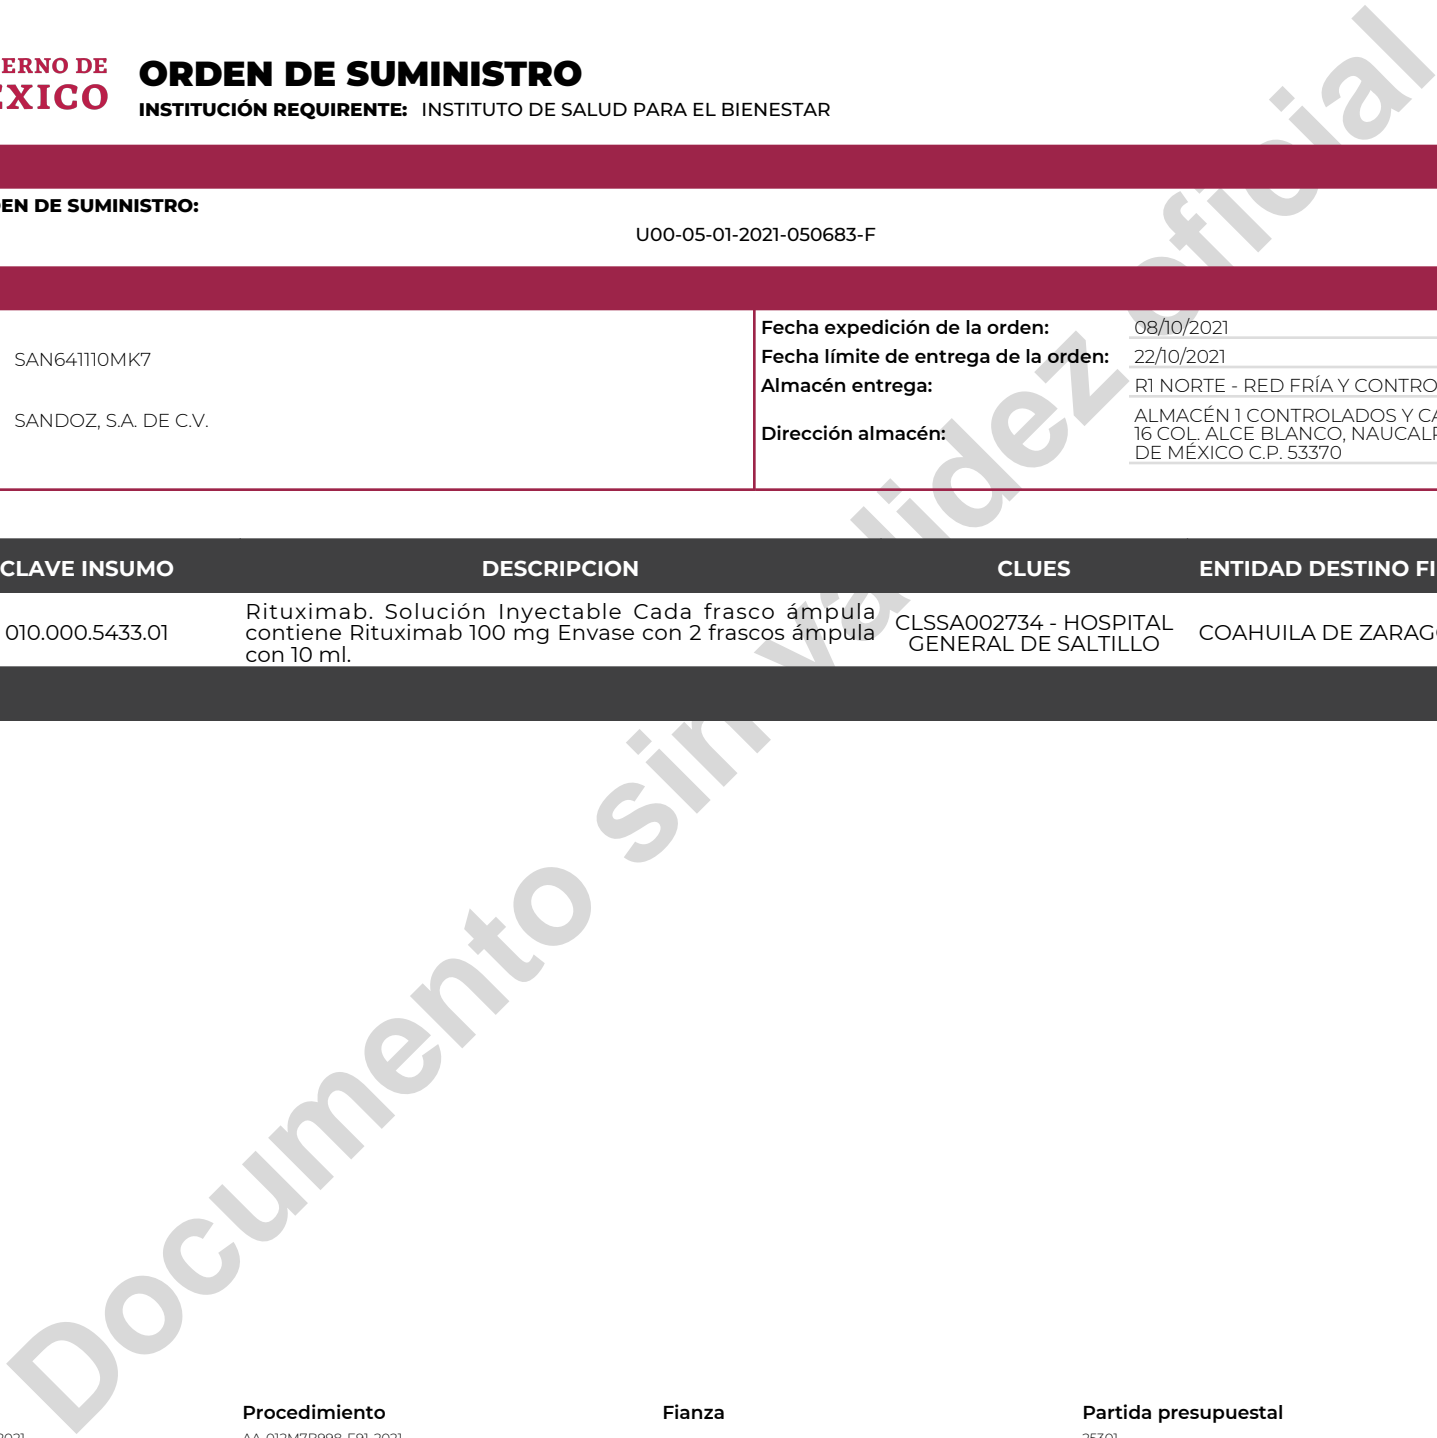 ERNO DE
ORDEN DE SUMINISTRO
INSTITUCIÓN REQUIRENTE: INSTITUTO DE SALUD PARA EL BIENESTAR
EN DE SUMINISTRO:
U00-05-01-2021-050683-F
SAN641110MK7
SANDOZ, S.A. DE C.V.
Fecha expedición de la orden: 08/10/2021
Fecha límite de entrega de la orden: 22/10/2021
Almacén entrega: R1 NORTE - RED FRÍA Y CONTRO
Dirección almacén: ALMACÉN 1 CONTROLADOS Y CA
16 COL. ALCE BLANCO, NAUCALP
DE MÉXICO C.P. 53370
CLAVE INSUMO DESCRIPCION CLUES ENTIDAD DESTINO FI
010.000.5433.01
Rituximab. Solución Inyectable Cada frasco ámpula
contiene Rituximab 100 mg Envase con 2 frascos ámpula
con 10 ml.
CLSSA002734 - HOSPITAL
GENERAL DE SALTILLO
COAHUILA DE ZARAG
Documento sin validez oficial
Procedimiento Fianza Partida presupuestal